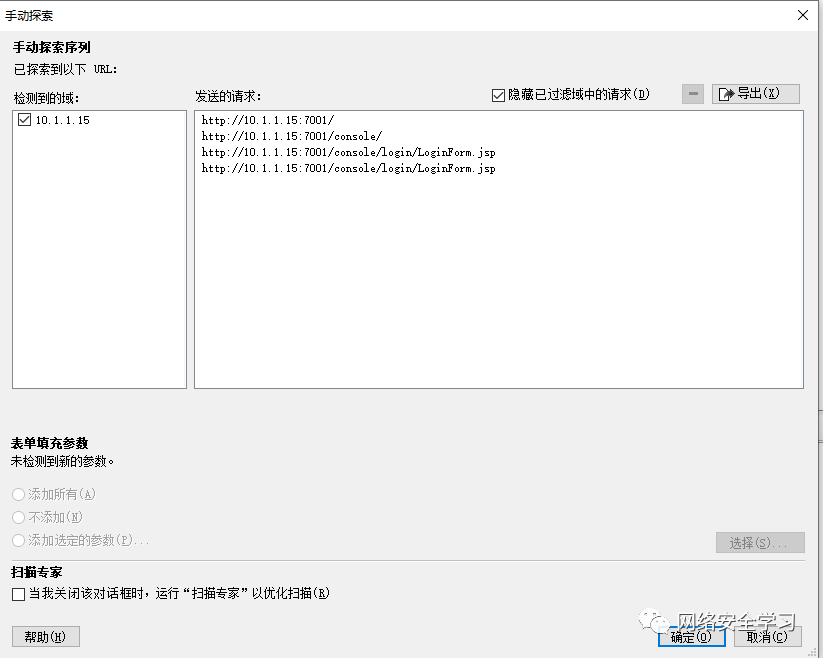 手动探索
手动探索序列
已探索到以下 URL:
检测到的域:
发送的请求:
隐藏已过滤域中的请求(D)
导出(X)
10.1.1.15
http://10.1.1.15:7001/
http://10.1.1.15:7001/console/
http://10.1.1.15:7001/console/login/LoginForm.jsp
http://10.1.1.15:7001/console/login/LoginForm.jsp
表单填充参数
未检测到新的参数。
添加所有(A)
不添加(N)
添加选定的参数(P)...
选择(S)...
扫描专家
当我关闭该对话框时，运行“扫描专家”以优化扫描(R)
网络安全学习
帮助(H)
确定(O)
取消(C)